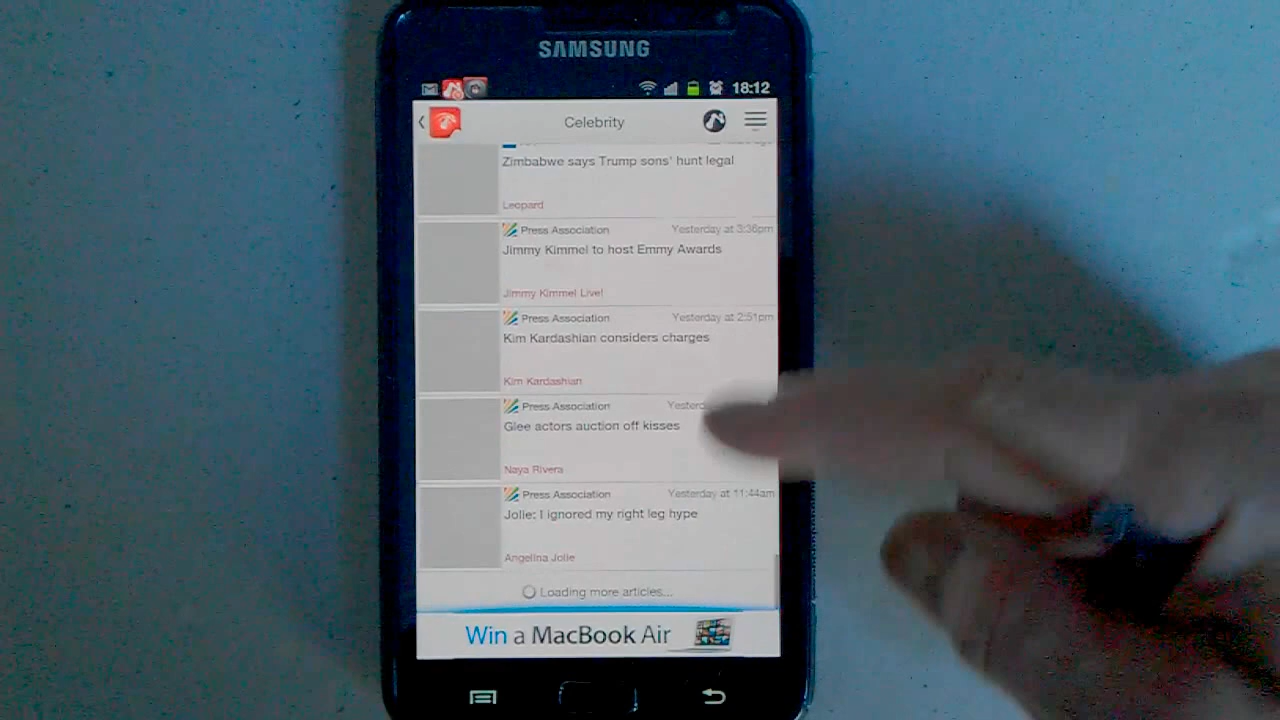 SAMSUNG
18:12
Celebrity
Zimbabwe says Trump sons' hunt legal
Leopard
Press Association Yesterday at 3:36pm
Jimmy Kimmel to host Emmy Awards
Jimmy Kimmel Live!
Press Association Yesterday at 2:51pm
Kim Kardashian considers charges
Kim Kardashian
Press Association
Glee actors auction off kisses
Naya Rivera
Press Association Yesterday at 11:44am
Jolie: I ignored my right leg hype
Angelina Jolie
Loading more articles...
Win a MacBook Air